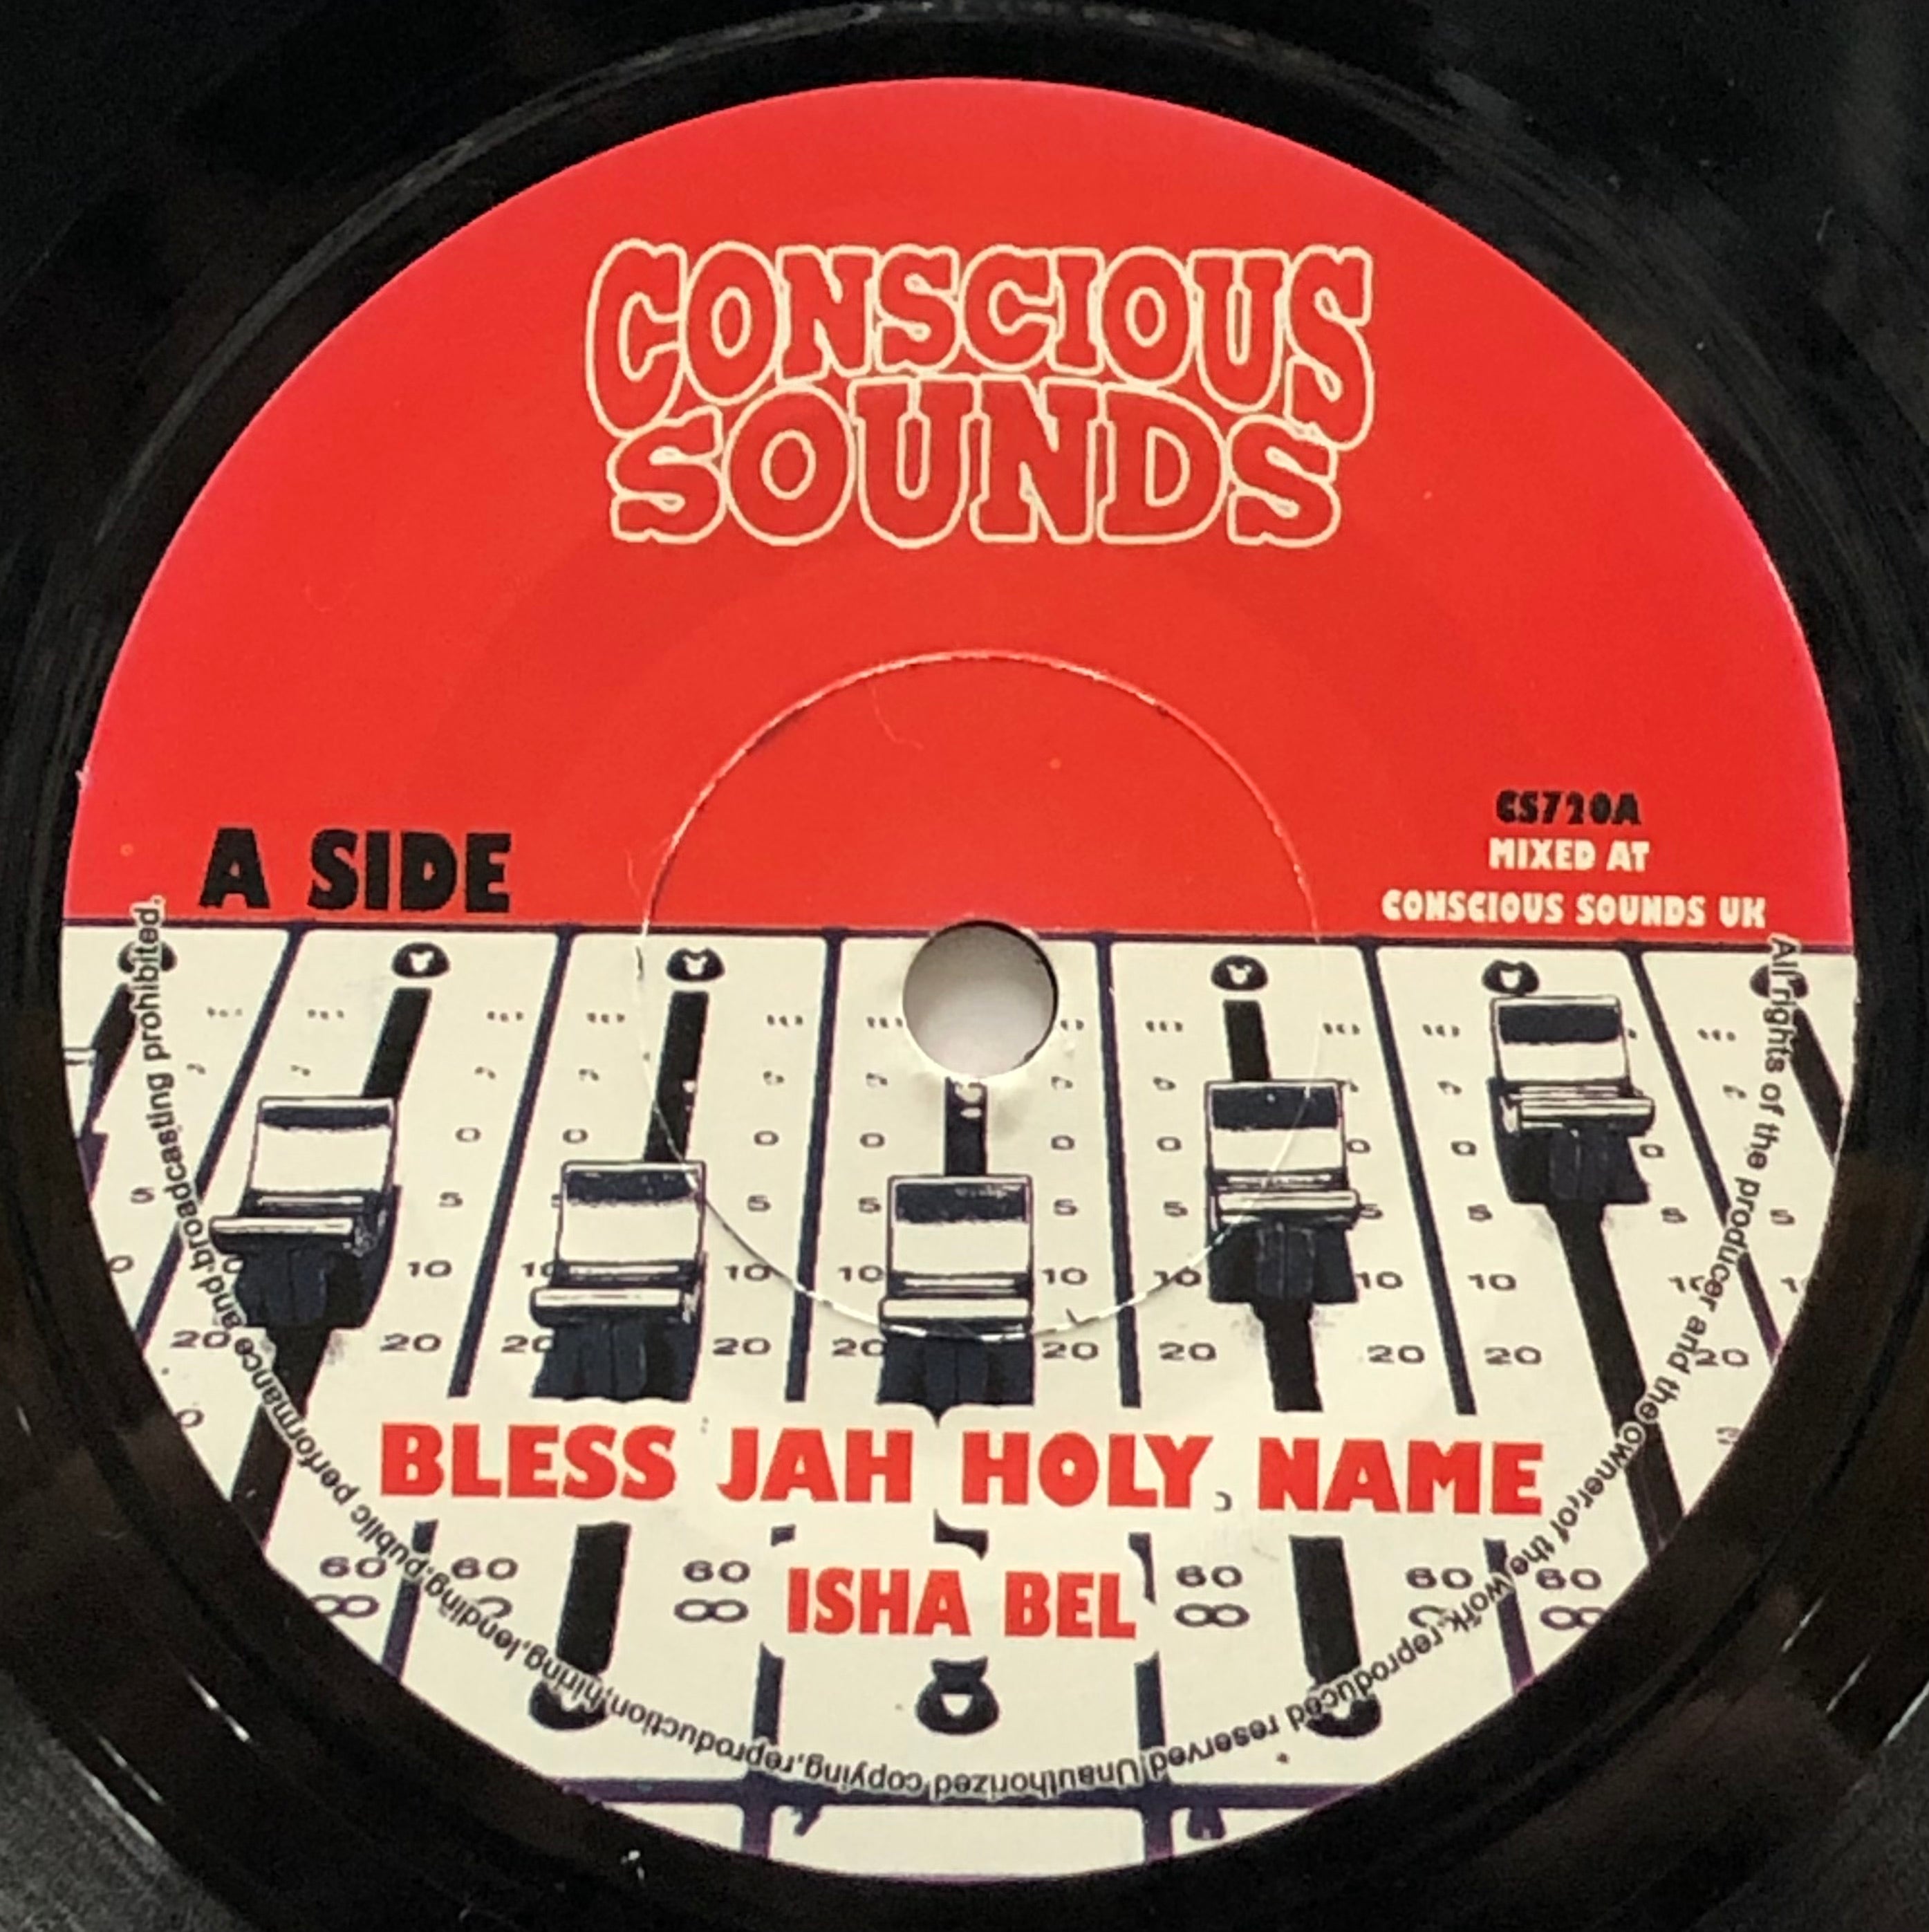 CONSCIOUS
SOUNDS
A SIDE
CS720A
MIXED AT
CONSCIOUS SOUNDS UK
BLESS JAH HOLY NAME
ISHA BEL
All rights of the producer and the owner,of the,work,reproduced reserved.Unauthorized copying,reproduction,hiring,lending,public performance and broadcasting prohibited.